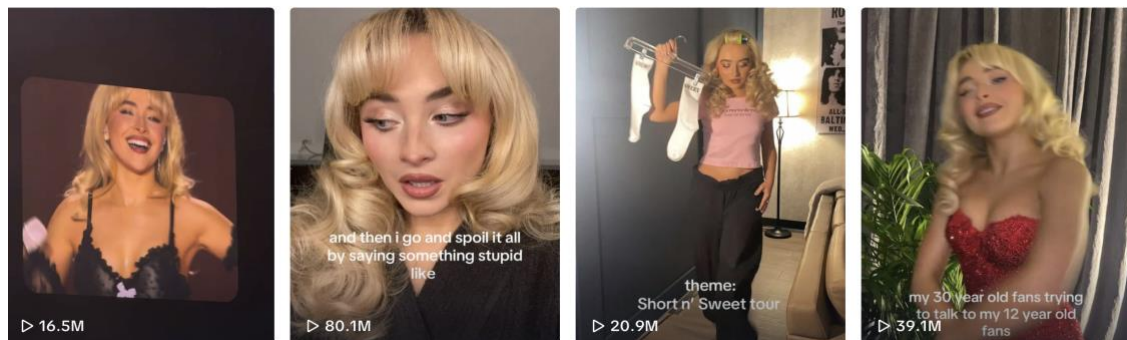 16.5M
and then i go and spoil it all
by saying something stupid
like
80.1M
theme:
Short n' Sweet tour
20.9M
my 30 year old fans trying
to talk to my 12 year old
fans
39.1M